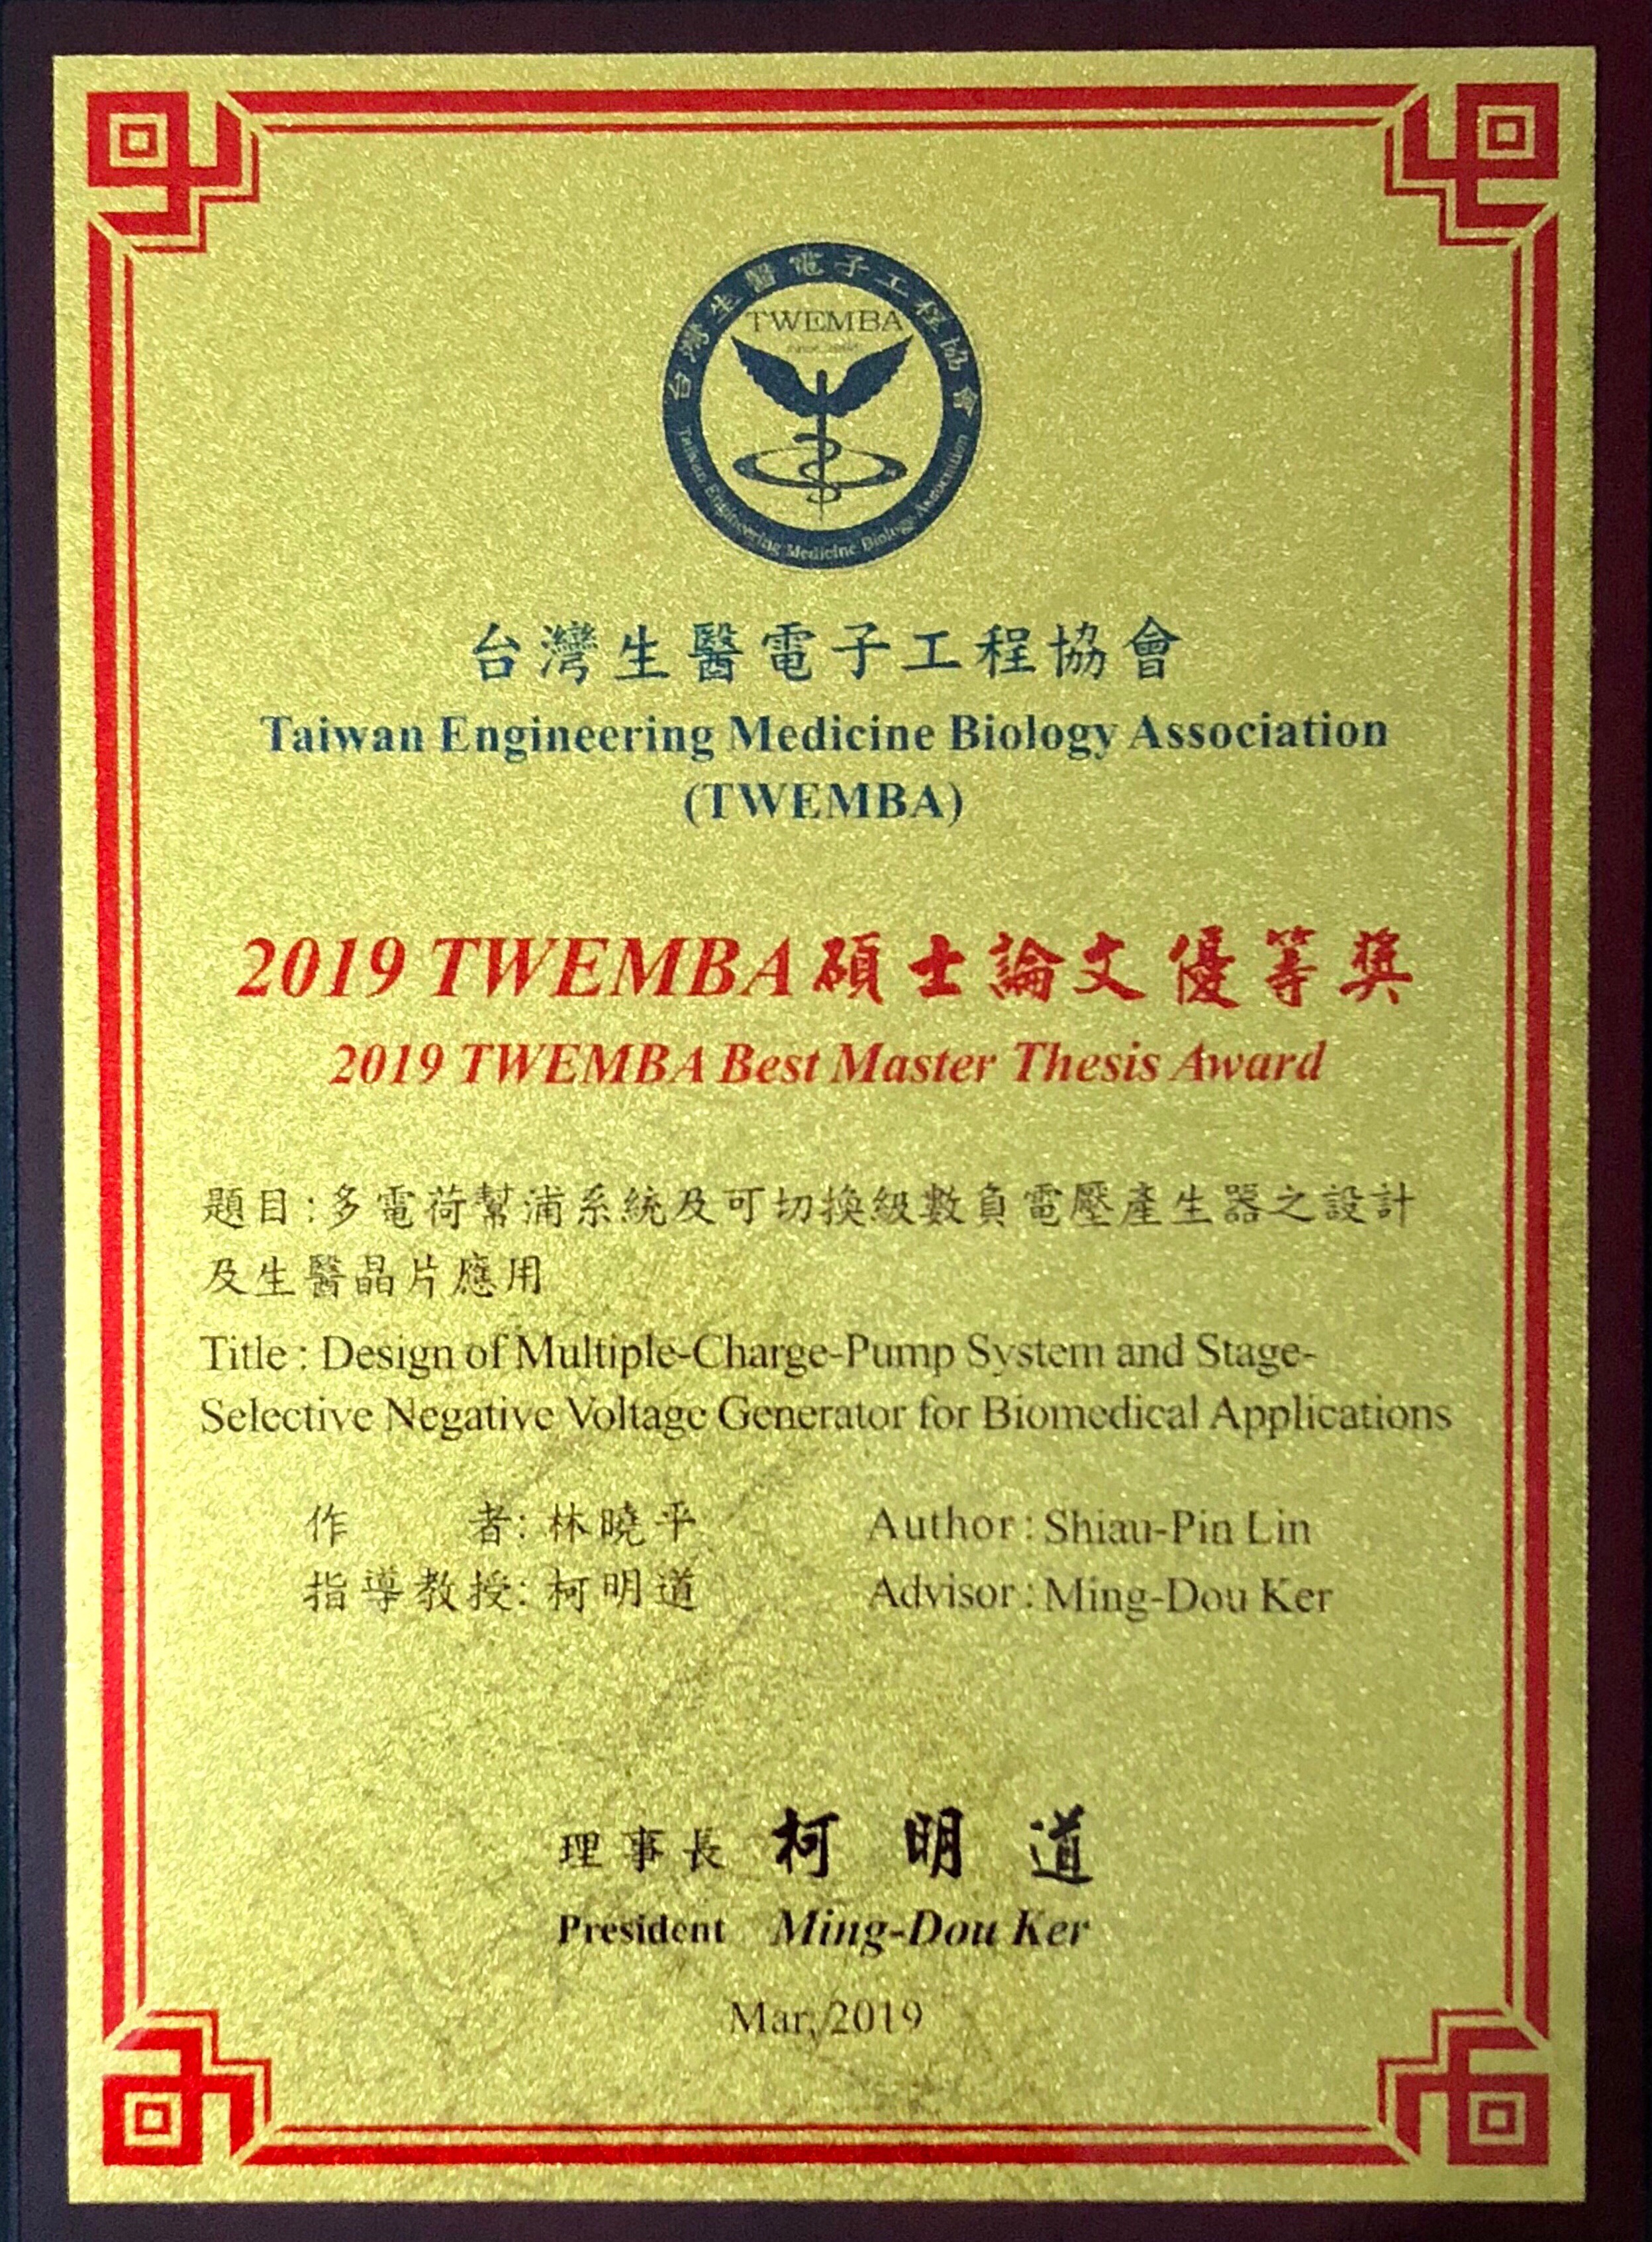 台灣生醫電子工程協會
TWEMBA
Taiwan Engineering Medicine Biology Association
台灣生醫電子工程協會
Taiwan Engineering Medicine Biology Association
(TWEMBA)
2019 TWEMBA碩士論文優等獎
2019 TWEMBA Best Master Thesis Award
題目:多電荷幫浦系統及可切換級數負電壓產生器之設計
及生醫晶片應用
Title : Design of Multiple-Charge-Pump System and Stage-
Selective Negative Voltage Generator for Biomedical Applications
作 者: 林曉平 Author : Shiau-Pin Lin
指導教授: 柯明道 Advisor : Ming-Dou Ker
理事長 柯明道
President Ming-Dou Ker
Mar, 2019